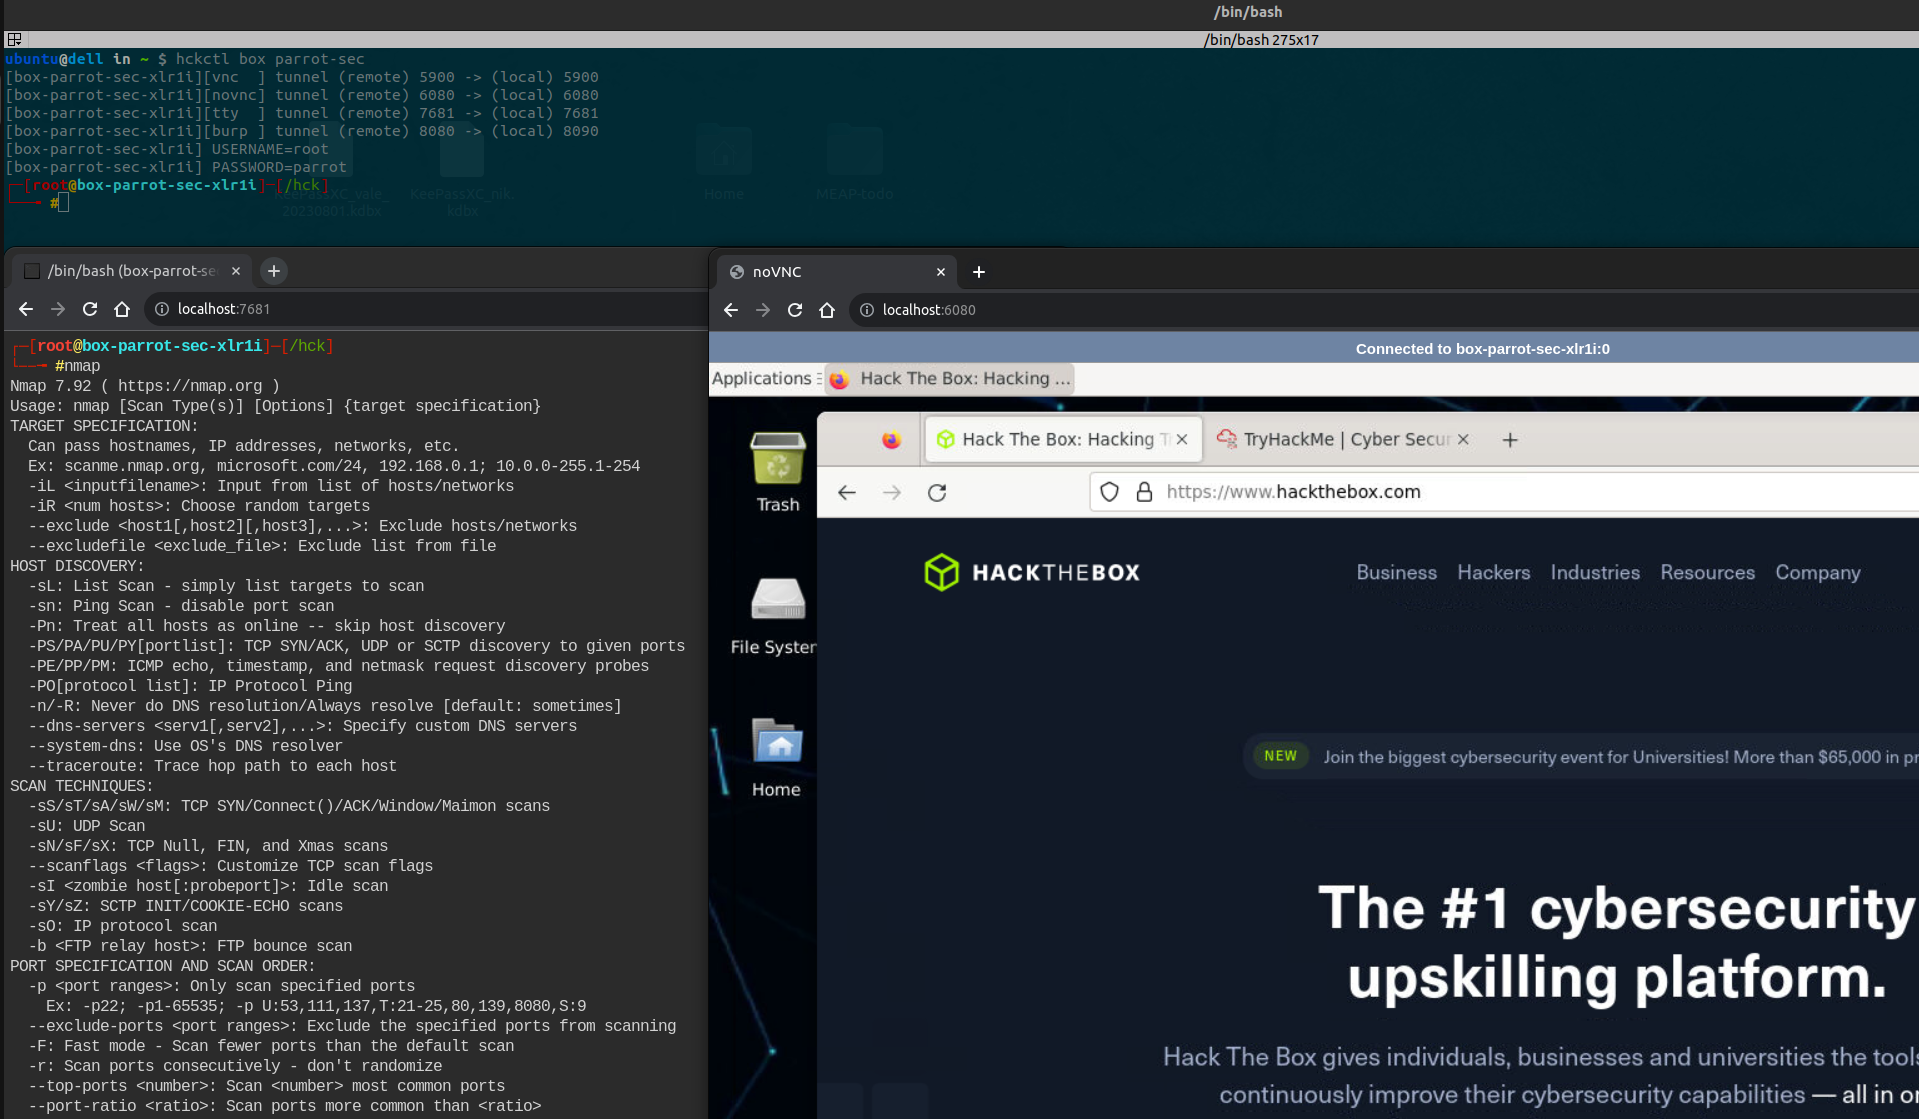 /bin/bash
/bin/bash 275x17
ubuntu@dell in ~ $ hckctl box parrot-sec
[box-parrot-sec-xlr1i][vnc  ] tunnel (remote) 5900 -> (local) 5900
[box-parrot-sec-xlr1i][novnc] tunnel (remote) 6080 -> (local) 6080
[box-parrot-sec-xlr1i][tty  ] tunnel (remote) 7681 -> (local) 7681
[box-parrot-sec-xlr1i][burp ] tunnel (remote) 8080 -> (local) 8090
[box-parrot-sec-xlr1i] USERNAME=root
[box-parrot-sec-xlr1i] PASSWORD=parrot
┌─[root@box-parrot-sec-xlr1i]─[/hck]
└──╼ #
KeePassXC_vale_
20230801.kdbx
KeePassXC_nik.
kdbx
Home
MEAP-todo
/bin/bash (box-parrot-se
localhost:7681
┌─[root@box-parrot-sec-xlr1i]─[/hck]
└──╼ #nmap
Nmap 7.92 ( https://nmap.org )
Usage: nmap [Scan Type(s)] [Options] {target specification}
TARGET SPECIFICATION:
  Can pass hostnames, IP addresses, networks, etc.
  Ex: scanme.nmap.org, microsoft.com/24, 192.168.0.1; 10.0.0-255.1-254
  -iL <inputfilename>: Input from list of hosts/networks
  -iR <num hosts>: Choose random targets
  --exclude <host1[,host2][,host3],...>: Exclude hosts/networks
  --excludefile <exclude_file>: Exclude list from file
HOST DISCOVERY:
  -sL: List Scan - simply list targets to scan
  -sn: Ping Scan - disable port scan
  -Pn: Treat all hosts as online -- skip host discovery
  -PS/PA/PU/PY[portlist]: TCP SYN/ACK, UDP or SCTP discovery to given ports
  -PE/PP/PM: ICMP echo, timestamp, and netmask request discovery probes
  -PO[protocol list]: IP Protocol Ping
  -n/-R: Never do DNS resolution/Always resolve [default: sometimes]
  --dns-servers <serv1[,serv2],...>: Specify custom DNS servers
  --system-dns: Use OS's DNS resolver
  --traceroute: Trace hop path to each host
SCAN TECHNIQUES:
  -sS/sT/sA/sW/sM: TCP SYN/Connect()/ACK/Window/Maimon scans
  -sU: UDP Scan
  -sN/sF/sX: TCP Null, FIN, and Xmas scans
  --scanflags <flags>: Customize TCP scan flags
  -sI <zombie host[:probeport]>: Idle scan
  -sY/sZ: SCTP INIT/COOKIE-ECHO scans
  -sO: IP protocol scan
  -b <FTP relay host>: FTP bounce scan
PORT SPECIFICATION AND SCAN ORDER:
  -p <port ranges>: Only scan specified ports
    Ex: -p22; -p1-65535; -p U:53,111,137,T:21-25,80,139,8080,S:9
  --exclude-ports <port ranges>: Exclude the specified ports from scanning
  -F: Fast mode - Scan fewer ports than the default scan
  -r: Scan ports consecutively - don't randomize
  --top-ports <number>: Scan <number> most common ports
  --port-ratio <ratio>: Scan ports more common than <ratio>
noVNC
localhost:6080
Connected to box-parrot-sec-xlr1i:0
Applications
Hack The Box: Hacking ...
Trash
File System
Home
Hack The Box: Hacking T
TryHackMe | Cyber Secur
https://www.hackthebox.com
HACKTHEBOX
Business Hackers Industries Resources Company
NEW Join the biggest cybersecurity event for Universities! More than $65,000 in pr
The #1 cybersecurity
upskilling platform.
Hack The Box gives individuals, businesses and universities the tools
continuously improve their cybersecurity capabilities — all in on